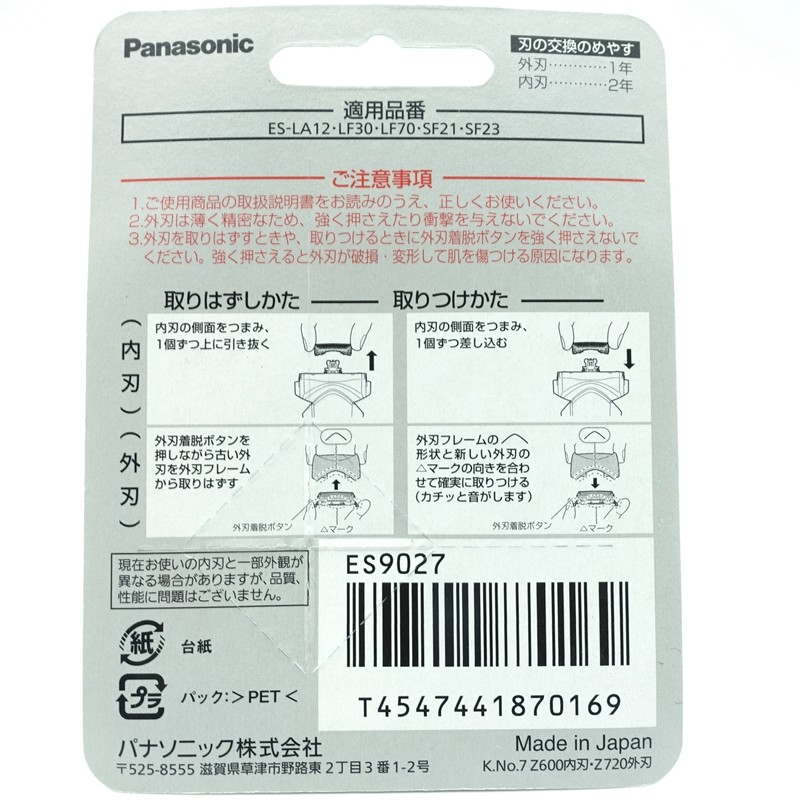 Panasonic
刃の交換のめやす
外刃…………1年
内刃…………2年
適用品番
ES-LA12・LF30・LF70・SF21・SF23
ご注意事項
1.ご使用商品の取扱説明書をお読みのうえ、正しくお使いください。
2.外刃は薄く精密なため、強く押さえたり衝撃を与えないでください。
3.外刃を取りはずすときや、取りつけるときに外刃着脱ボタンを強く押さえないで
ください。強く押さえると外刃が破損・変形して肌を傷つける原因になります。
取りはずしかた
取りつけかた
(内刃)
内刃の側面をつまみ、
1個ずつ上に引き抜く
内刃の側面をつまみ、
1個ずつ差し込む
(外刃)
外刃着脱ボタンを
押しながら古い外
刃を外刃フレーム
から取りはずす
外刃着脱ボタン
△マーク
外刃フレームの
形状と新しい外刃の
△マークの向きを合わ
せて確実に取りつける
(カチッと音がします)
外刃着脱ボタン
△マーク
現在お使いの内刃と一部外観が
異なる場合がありますが、品質、
性能に問題はございません。
ES9027
T4547441870169
紙
台紙
プラ
パック:>PET<
パナソニック株式会社
〒525-8555 滋賀県草津市野路東2丁目3番1-2号
Made in Japan
K.No.7 Z600内刃・Z720外刃